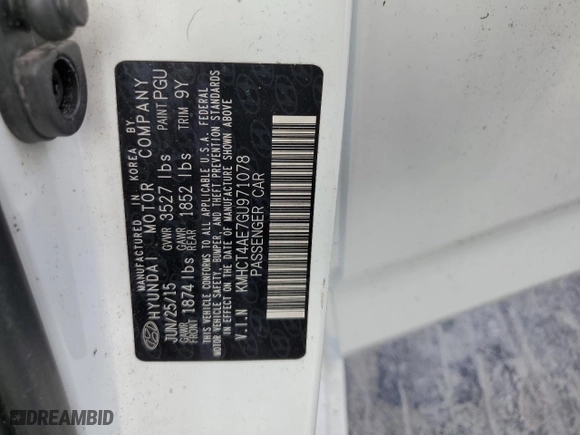 MANUFACTURED IN KOREA BY
HYUNDAI MOTOR COMPANY
JUN/25/15 GVWR 3527 lbs PAINT PGU
GAWR FRONT 1874 lbs GAWR REAR 1852 lbs TRIM 9Y
THIS VEHICLE CONFORMS TO ALL APPLICABLE U.S.A. FEDERAL
MOTOR VEHICLE SAFETY, BUMPER, AND THEFT PREVENTION STANDARDS
IN EFFECT ON THE DATE OF MANUFACTURE SHOWN ABOVE
V.I.N KMHCT4AE7GU971078
PASSENGER CAR
DREAMBID